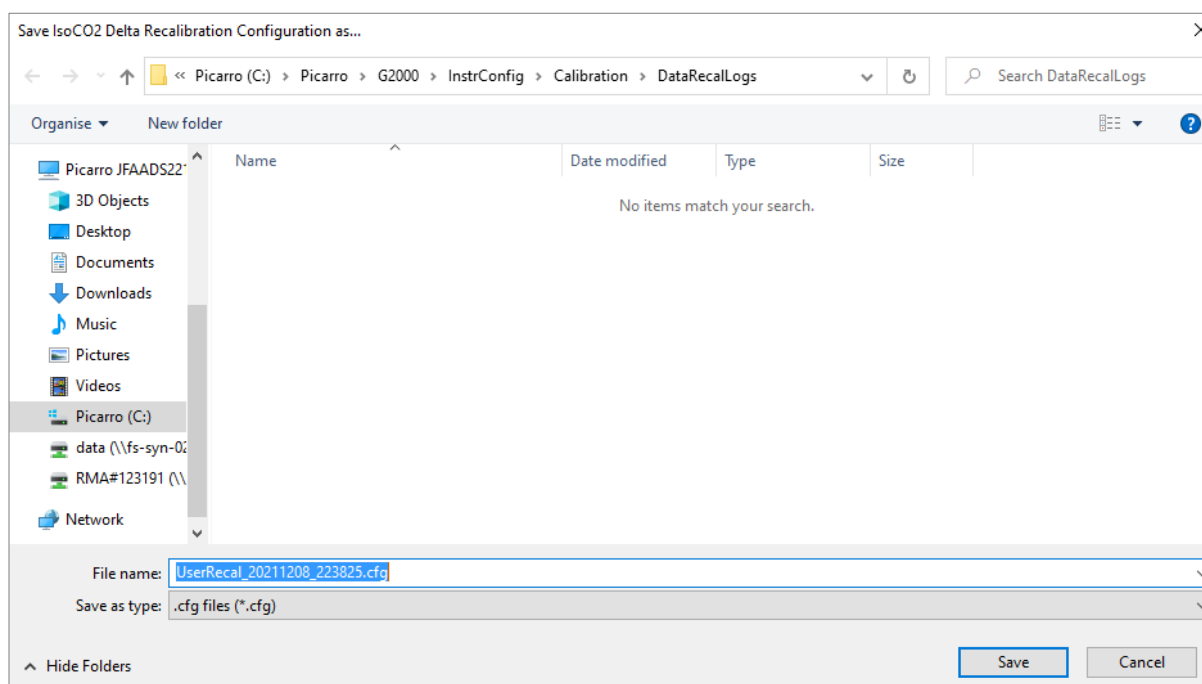 Save IsoCO2 Delta Recalibration Configuration as...
« Picarro (C:) > Picarro > G2000 > InstrConfig > Calibration > DataRecalLogs
Search DataRecalLogs
Organise New folder
Name Date modified Type Size
No items match your search.
Picarro JFAADS221
3D Objects
Desktop
Documents
Downloads
Music
Pictures
Videos
Picarro (C:)
data (\\fs-syn-02
RMA#123191 (\\
Network
File name: UserRecal_20211208_223825.cfg
Save as type: .cfg files (*.cfg)
Hide Folders
Save Cancel